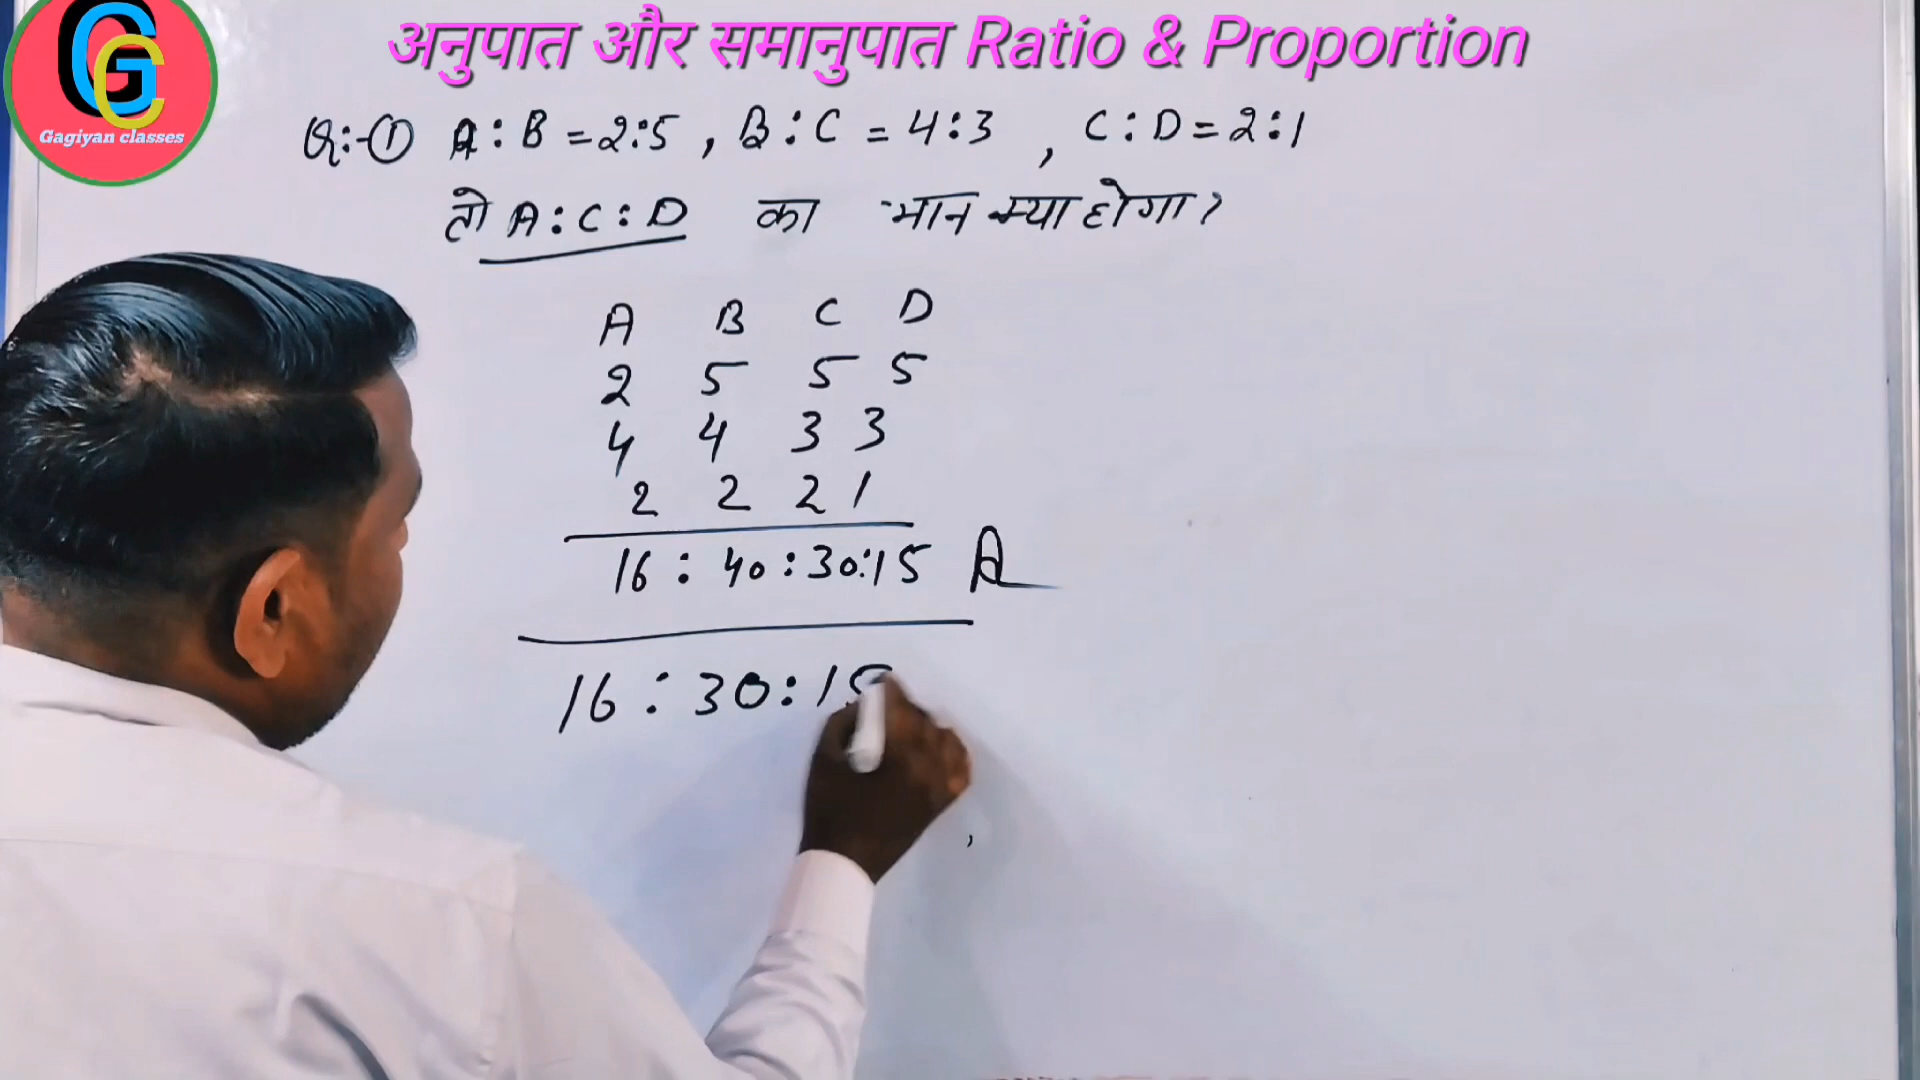 अनुपात और समानुपात Ratio & Proportion
GC
Gagiyan classes
Q:-① A:B=2:5, B:C=4:3, C:D=2:1
तो A:C:D का मान क्या होगा?
A B C D
2 5 5 5
4 4 3 3
2 2 2 1
16:40:30:15 A
16:30:15